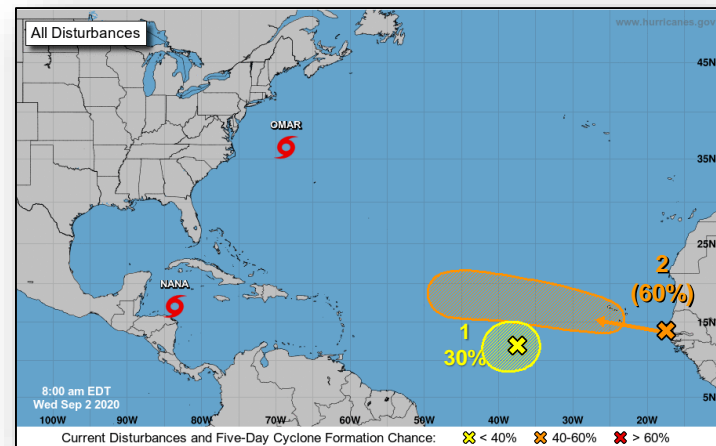 All Disturbances
www.hurricanes.gov
45N
OMAR
35N
25N
NANA
2
(60%)
15N
1
30%
8:00 am EDT
Wed Sep 2 2020
5N
100W 90W 80W 70W 60W 50W 40W 30W 20W
Current Disturbances and Five-Day Cyclone Formation Chance: < 40% 40-60% > 60%